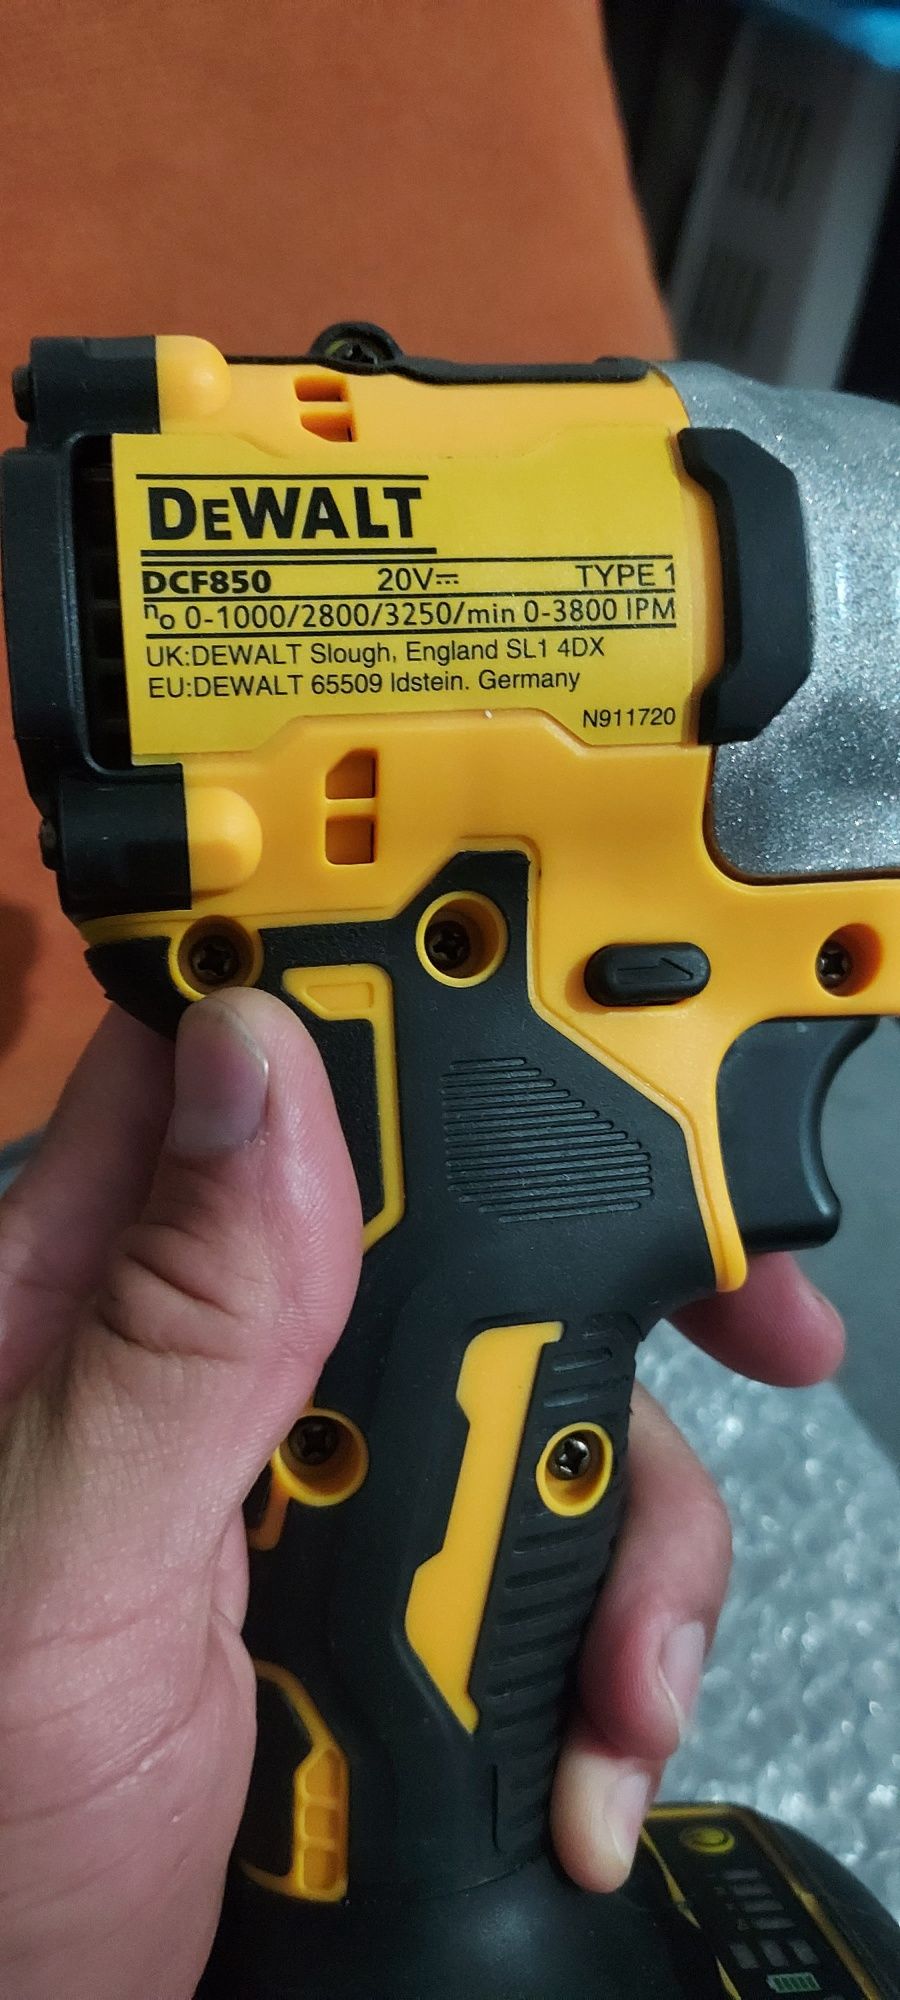 DEWALT
DCF850 20V⎓ TYPE 1
no 0-1000/2800/3250/min 0-3800 IPM
UK:DEWALT Slough, England SL1 4DX
EU:DEWALT 65509 Idstein. Germany
N911720